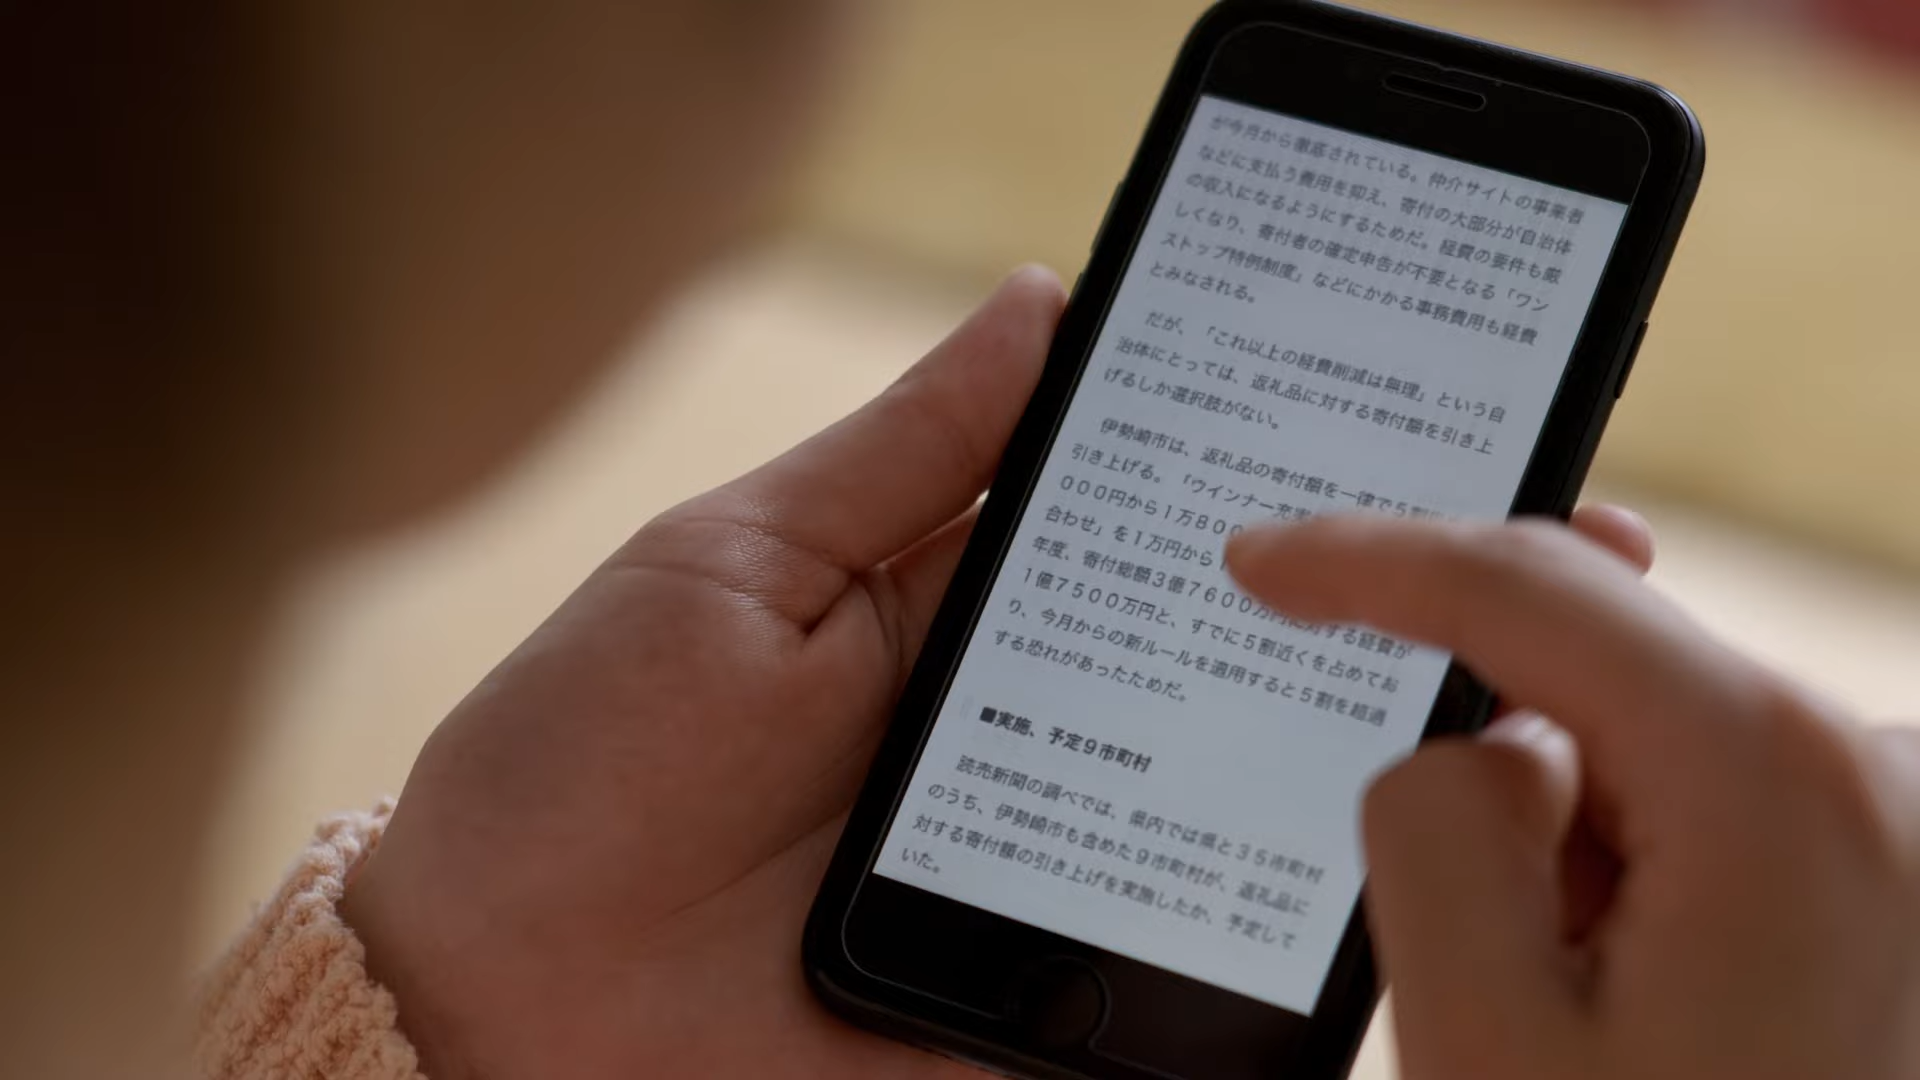 が今月から徹底されている。仲介サイトの事業者
などに支払う費用を抑え、寄付の大部分が自治体
の収入になるようにするためだ。経費の要件も厳
しくなり、寄付者の確定申告が不要となる「ワン
ストップ特例制度」などにかかる事務費用も経費
とみなされる。
だが、「これ以上の経費削減は無理」という自
治体にとっては、返礼品に対する寄付額を引き上
げるしか選択肢がない。
伊勢崎市は、返礼品の寄付額を一律で5割
引き上げる。「ウインナー充実
000円から1万800
合わせ」を1万円から1
年度、寄付総額3億7600万円に対する経費が
1億7500万円と、すでに5割近くを占めてお
り、今月からの新ルールを適用すると5割を超過
する恐れがあったためだ。
■実施、予定9市町村
読売新聞の調べでは、県内では県と35市町村
のうち、伊勢崎市も含めた9市町村が、返礼品に
対する寄付額の引き上げを実施したか、予定して
いた。